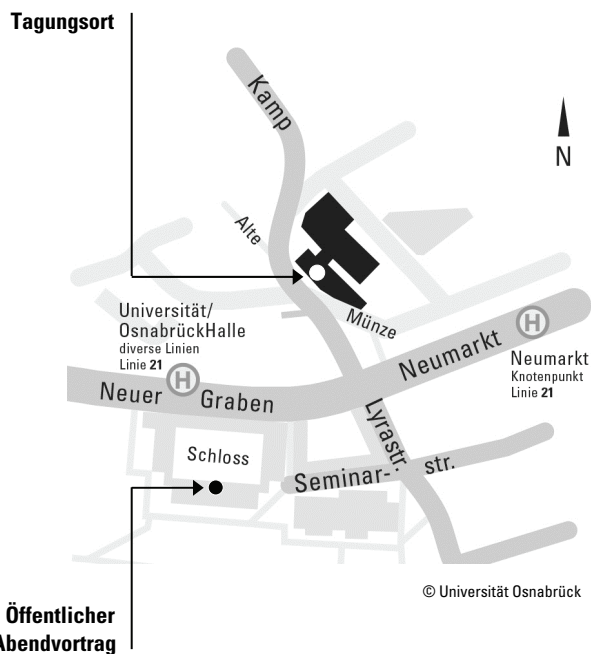 Tagungsort
Kamp
N
Alte
Münze
Universität/
OsnabrückHalle
diverse Linien
Linie 21
H
H
Neumarkt
Neumarkt
Knotenpunkt
Linie 21
Neuer Graben
Lyrastr.
Schloss
Seminar- str.
© Universität Osnabrück
Öffentlicher
Abendvortrag